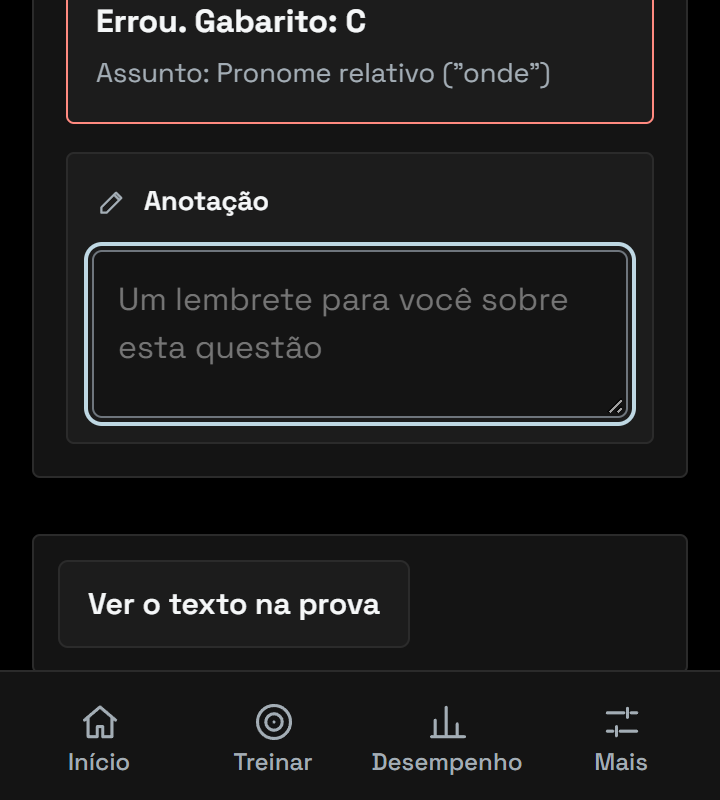 Errou. Gabarito: C
Assunto: Pronome relativo (”onde”)
Anotação
Um lembrete para você sobre
esta questão
Ver o texto na prova
Início
Treinar
Desempenho
Mais